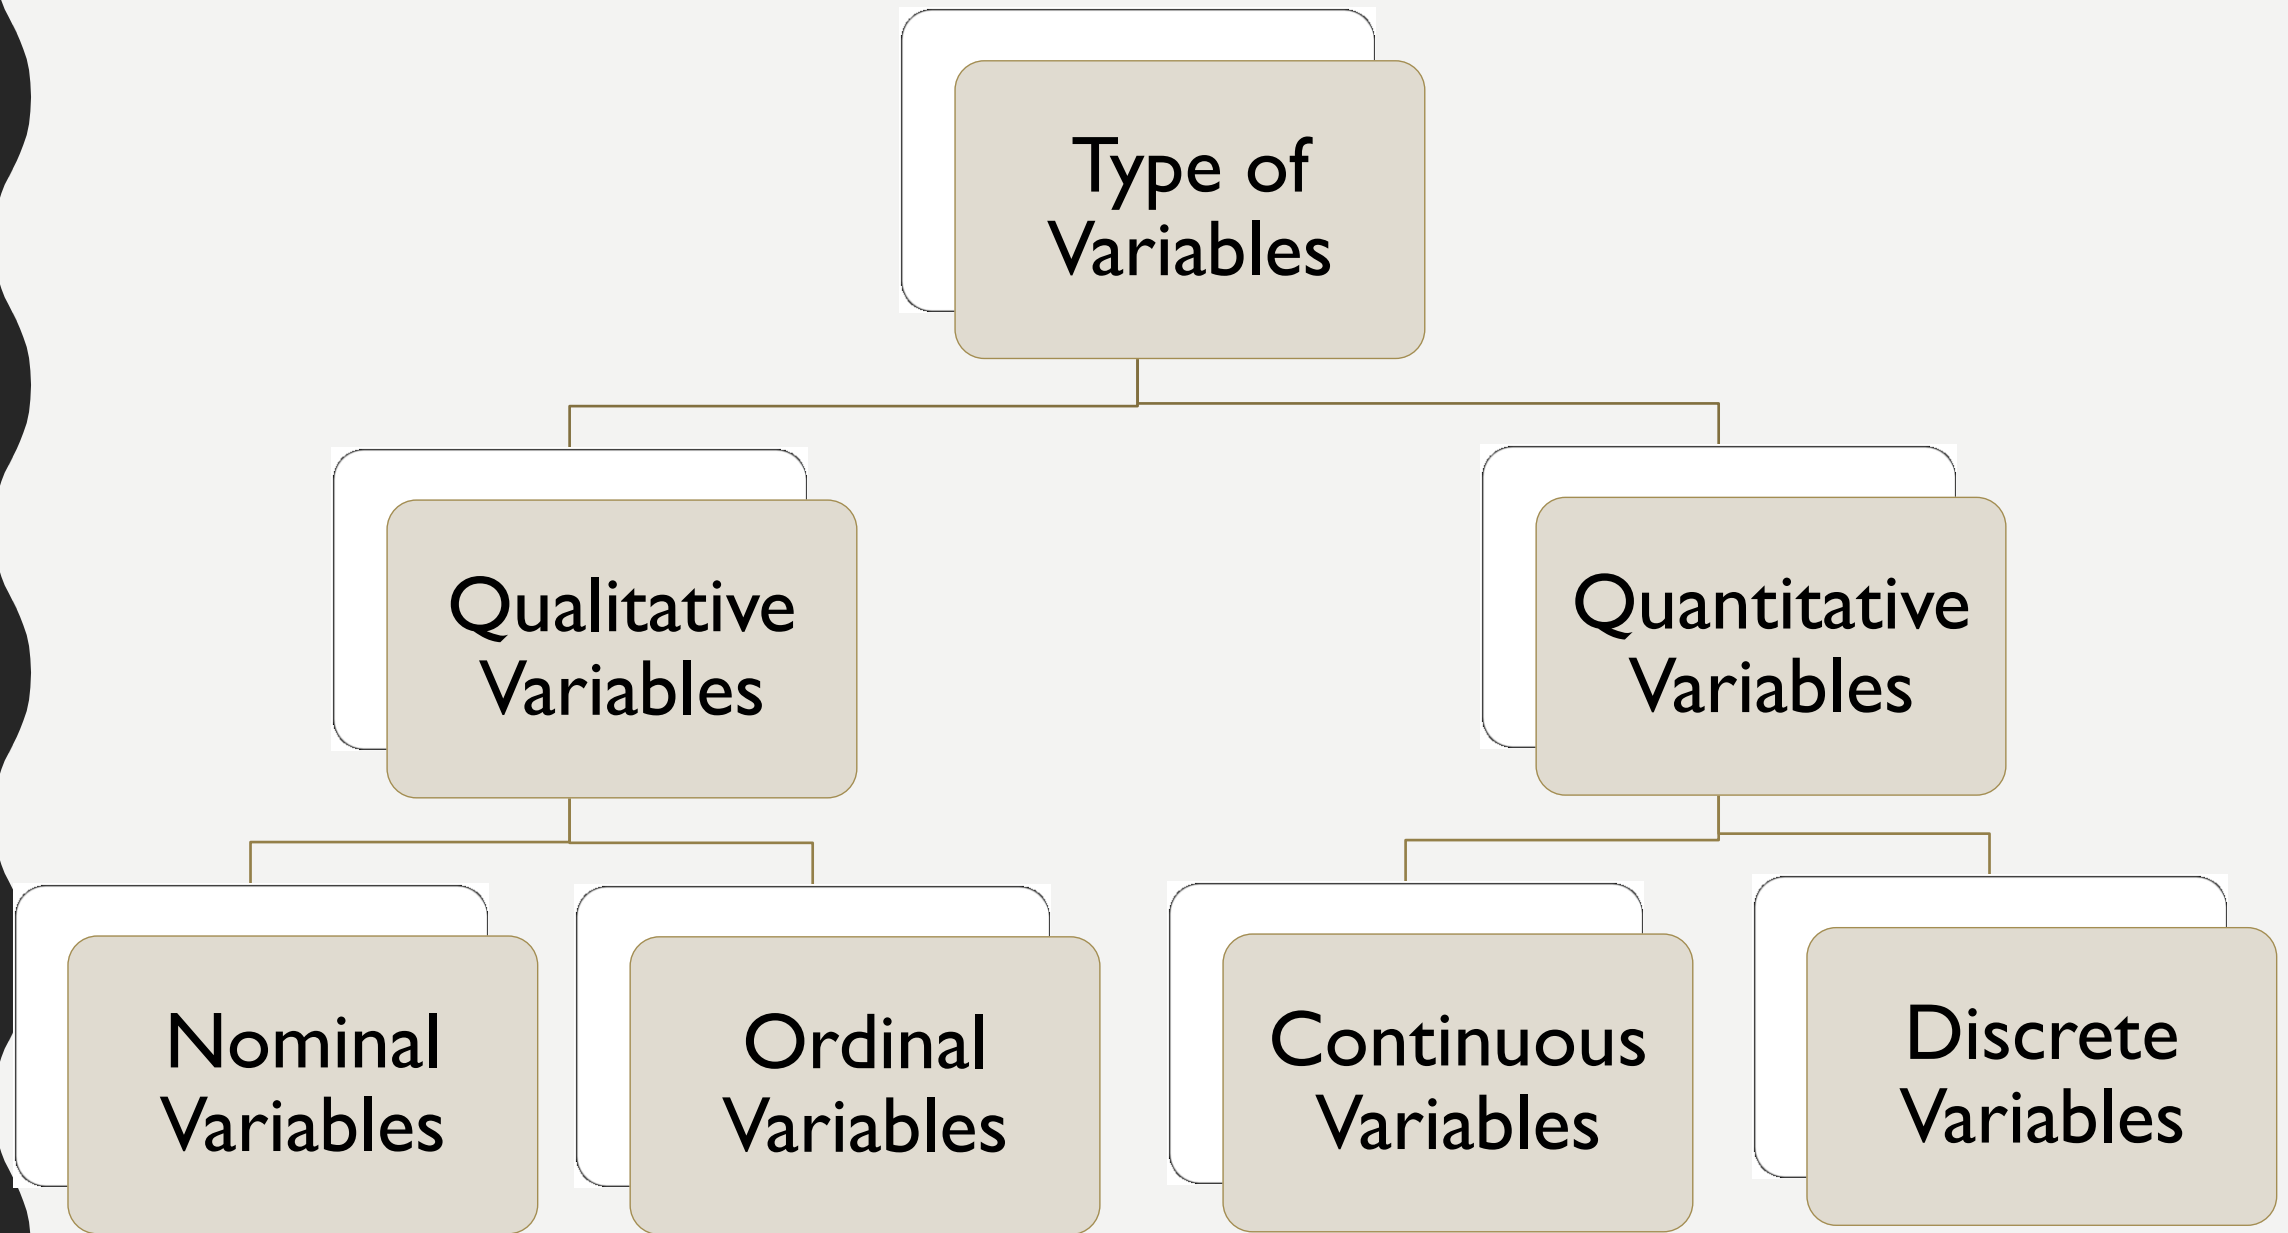 Type of
Variables
Qualitative
Variables
Quantitative
Variables
Nominal
Variables
Ordinal
Variables
Continuous
Variables
Discrete
Variables